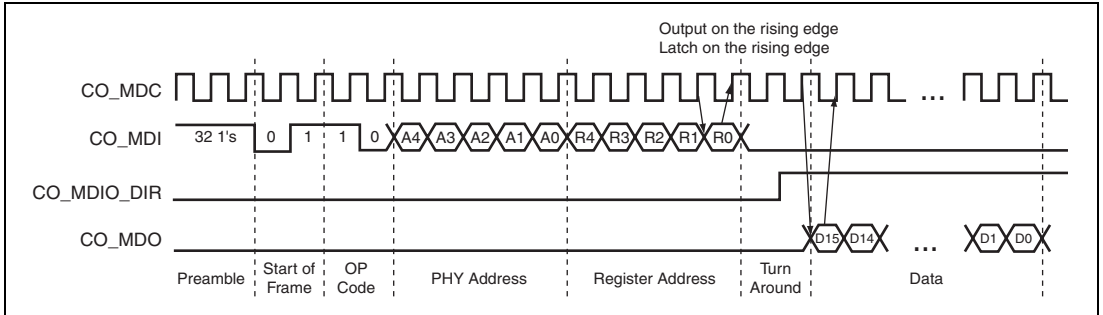 Output on the rising edge
Latch on the rising edge
CO_MDC
...
CO_MDI
32 1's 0 1 1 0 A4 A3 A2 A1 A0 R4 R3 R2 R1 R0
CO_MDIO_DIR
CO_MDO
D15 D14 ... D1 D0
Preamble Start of Frame OP Code PHY Address Register Address Turn Around Data